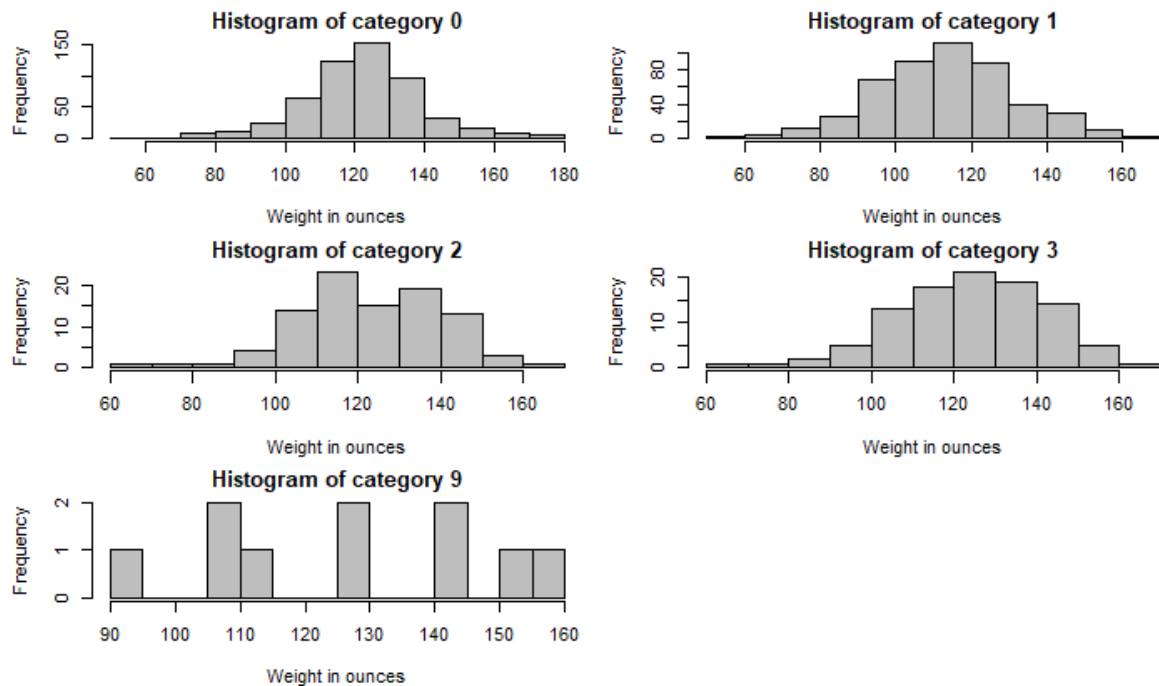 Histogram of category 0
Frequency
0 50 150
60 80 100 120 140 160 180
Weight in ounces
Histogram of category 1
Frequency
0 40 80
60 80 100 120 140 160
Weight in ounces
Histogram of category 2
Frequency
0 10 20
60 80 100 120 140 160
Weight in ounces
Histogram of category 3
Frequency
0 10 20
60 80 100 120 140 160
Weight in ounces
Histogram of category 9
Frequency
0 1 2
90 100 110 120 130 140 150 160
Weight in ounces